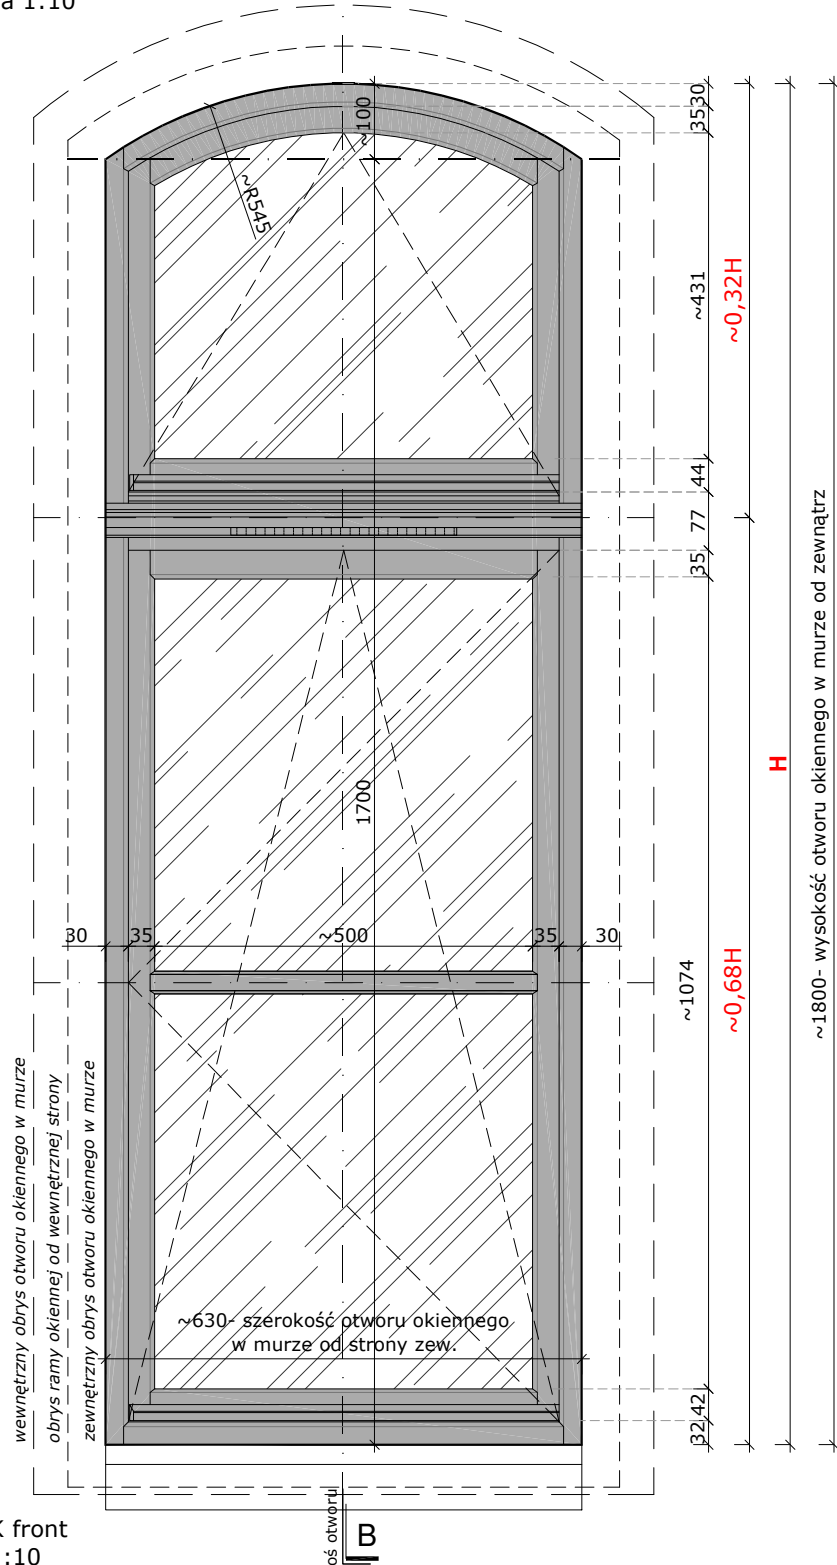 a 1:10
30
35
~100
~R545
~431
~0,32H
44
77
35
~1800- wysokość otworu okiennego w murze od zewnątrz
H
1700
30
35
~500
35
30
~1074
~0,68H
wewnętrzny obrys otworu okiennego w murze
obrys ramy okiennej od wewnętrznej strony
zewnętrzny obrys otworu okiennego w murze
~630- szerokość otworu okiennego
w murze od strony zew.
42
32
oś otworu
B
K front
:10